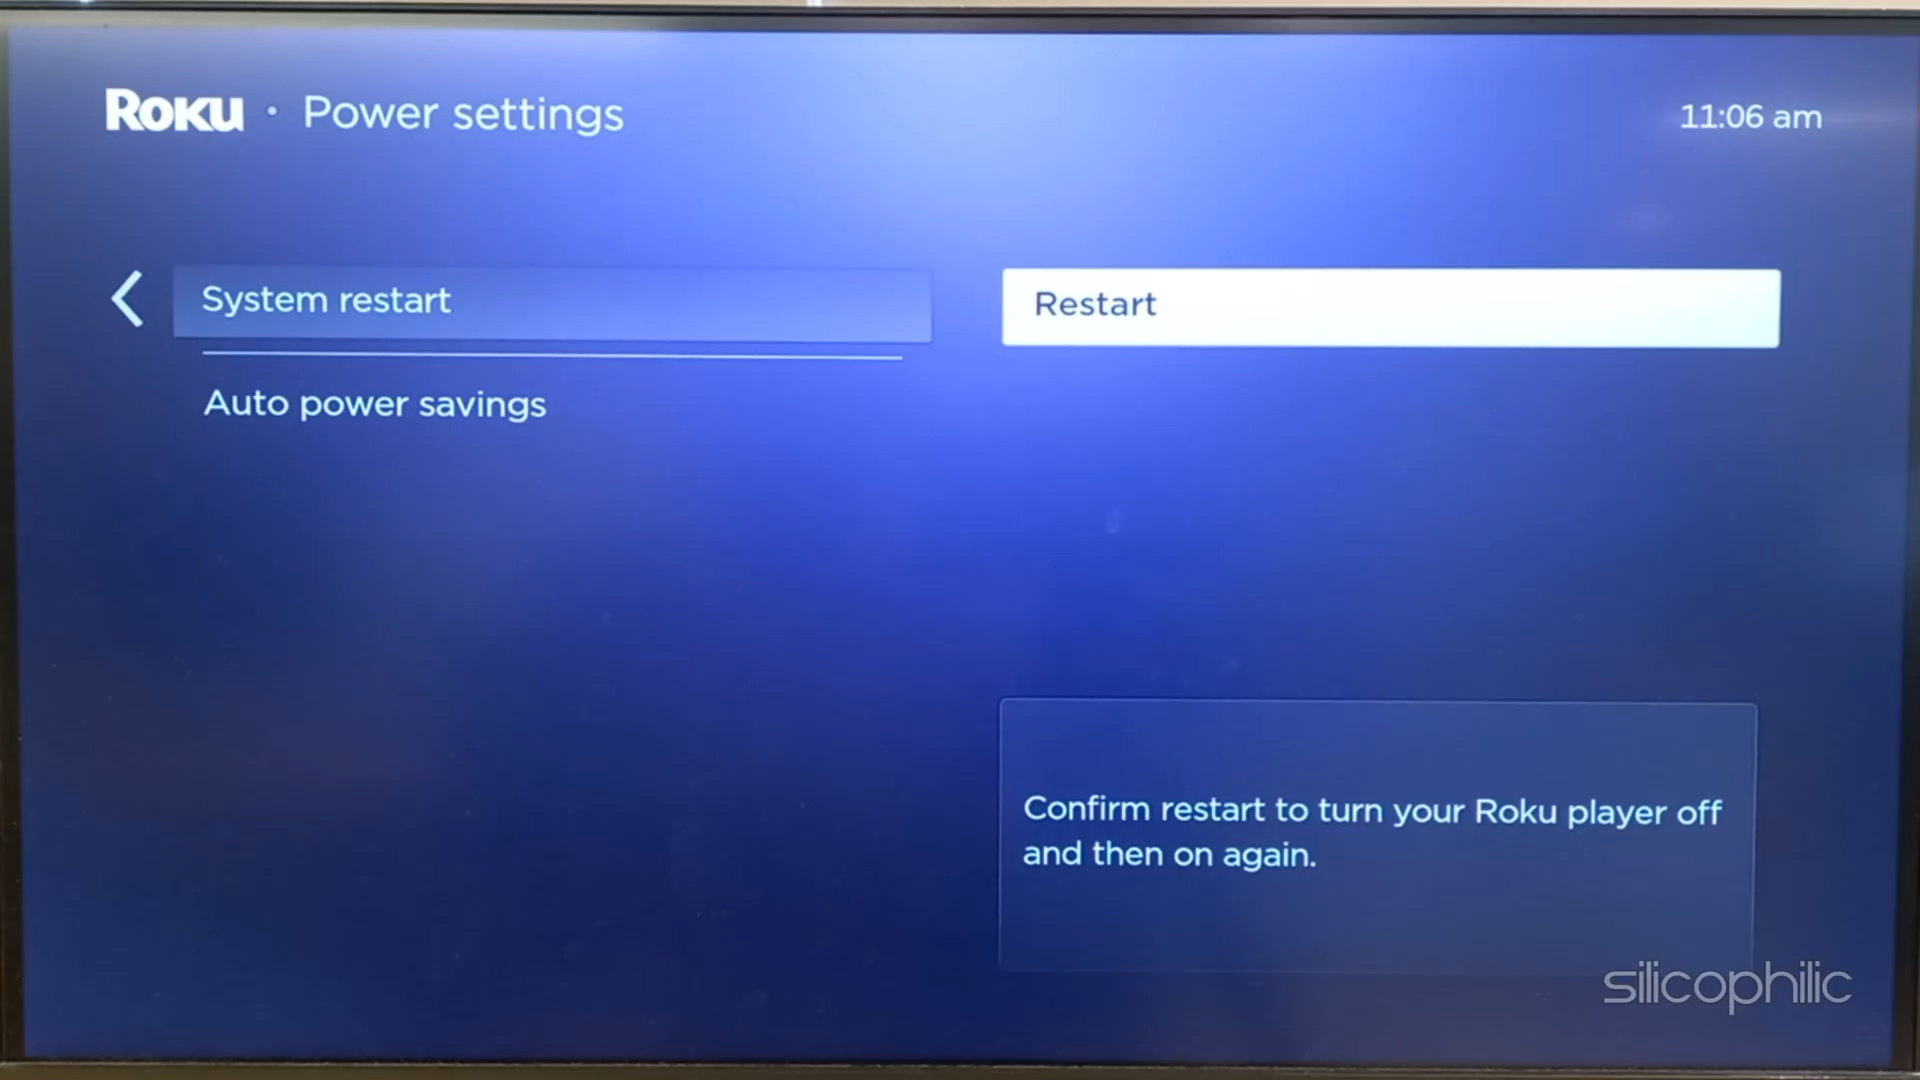 Roku · Power settings
11:06 am
System restart
Restart
Auto power savings
Confirm restart to turn your Roku player off
and then on again.
silicophilic